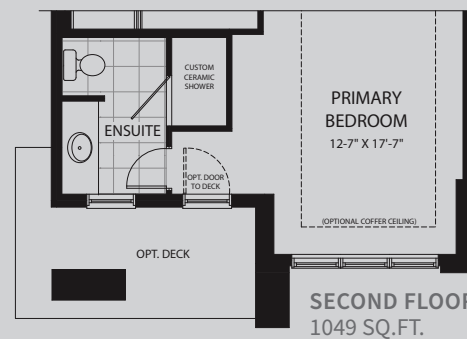 CUSTOM
CERAMIC
SHOWER
ENSUITE
PRIMARY
BEDROOM
12-7" X 17'-7"
OPT. DOOR
TO DECK
(OPTIONAL COFFER CEILING)
OPT. DECK
SECOND FLOOR
1049 SQ.FT.